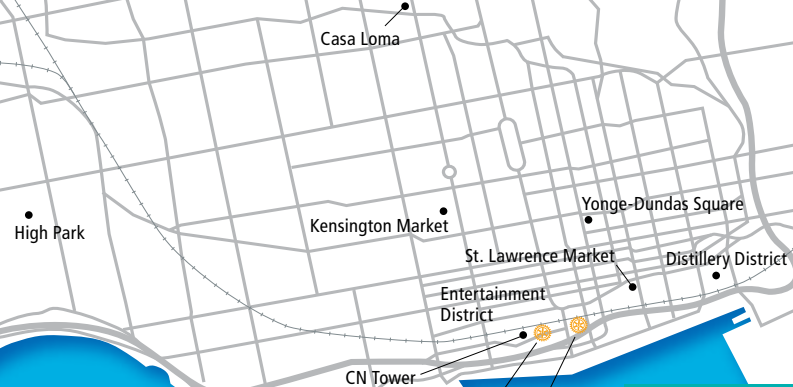 Casa Loma
High Park
Kensington Market
Yonge-Dundas Square
St. Lawrence Market
Distillery District
Entertainment
District
CN Tower